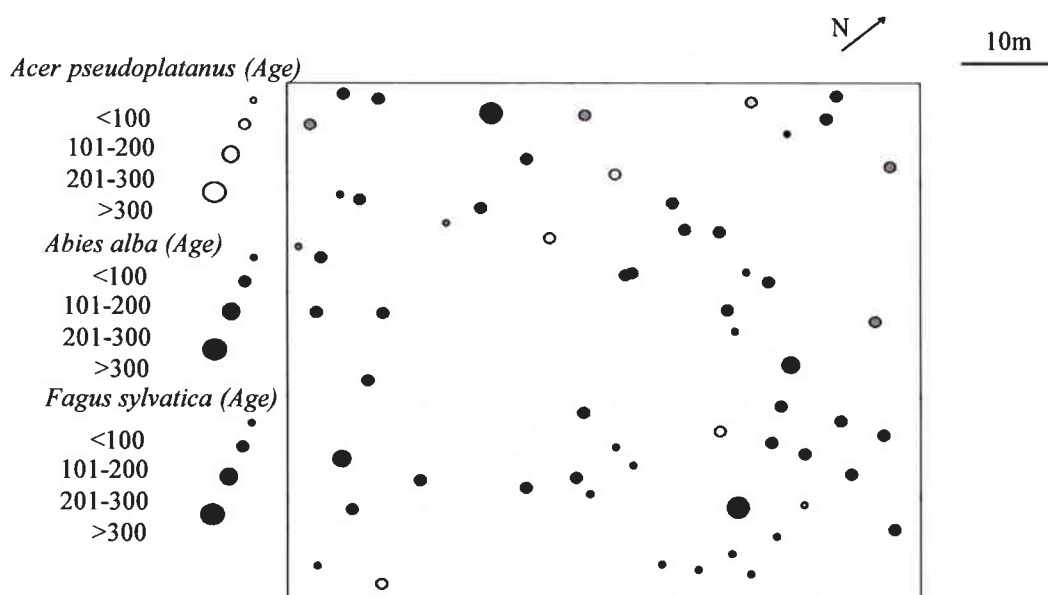 N
10m
Acer pseudoplatanus (Age)
<100
101-200
201-300
>300
Abies alba (Age)
<100
101-200
201-300
>300
Fagus sylvatica (Age)
<100
101-200
201-300
>300